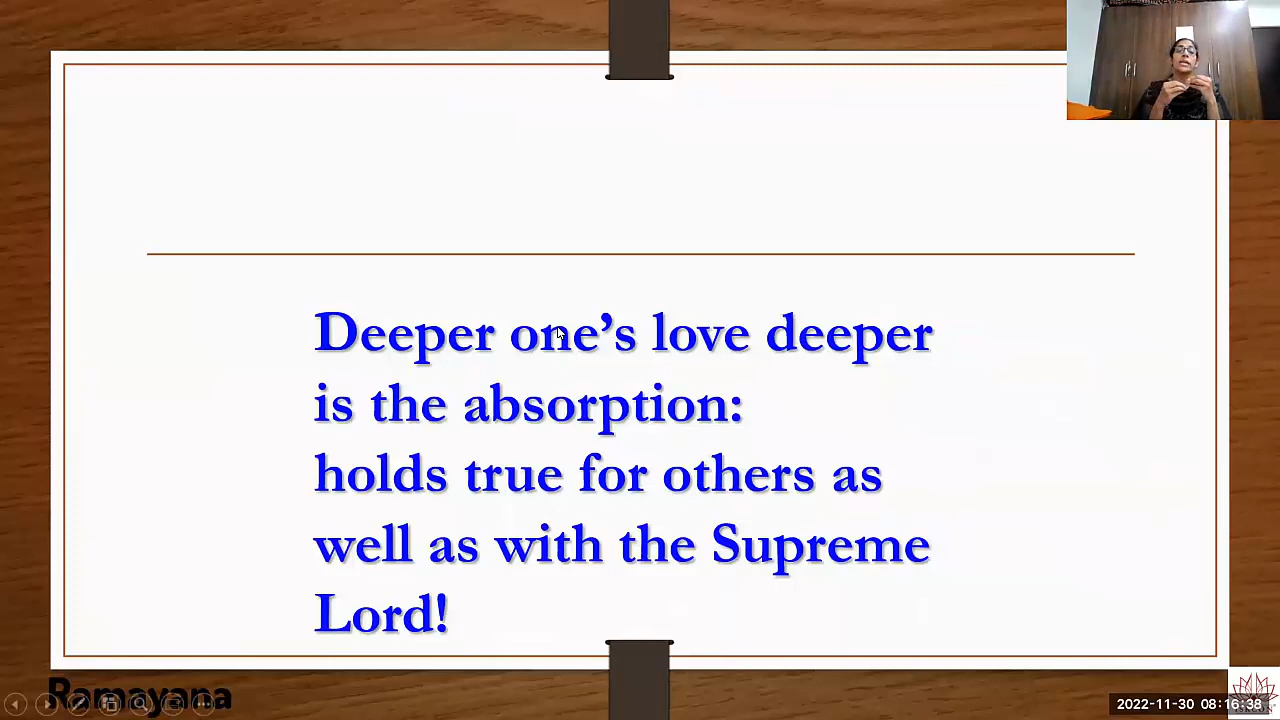 Deeper one’s love deeper
is the absorption:
holds true for others as
well as with the Supreme
Lord!
Ramayana
2022-11-30 08:16:38